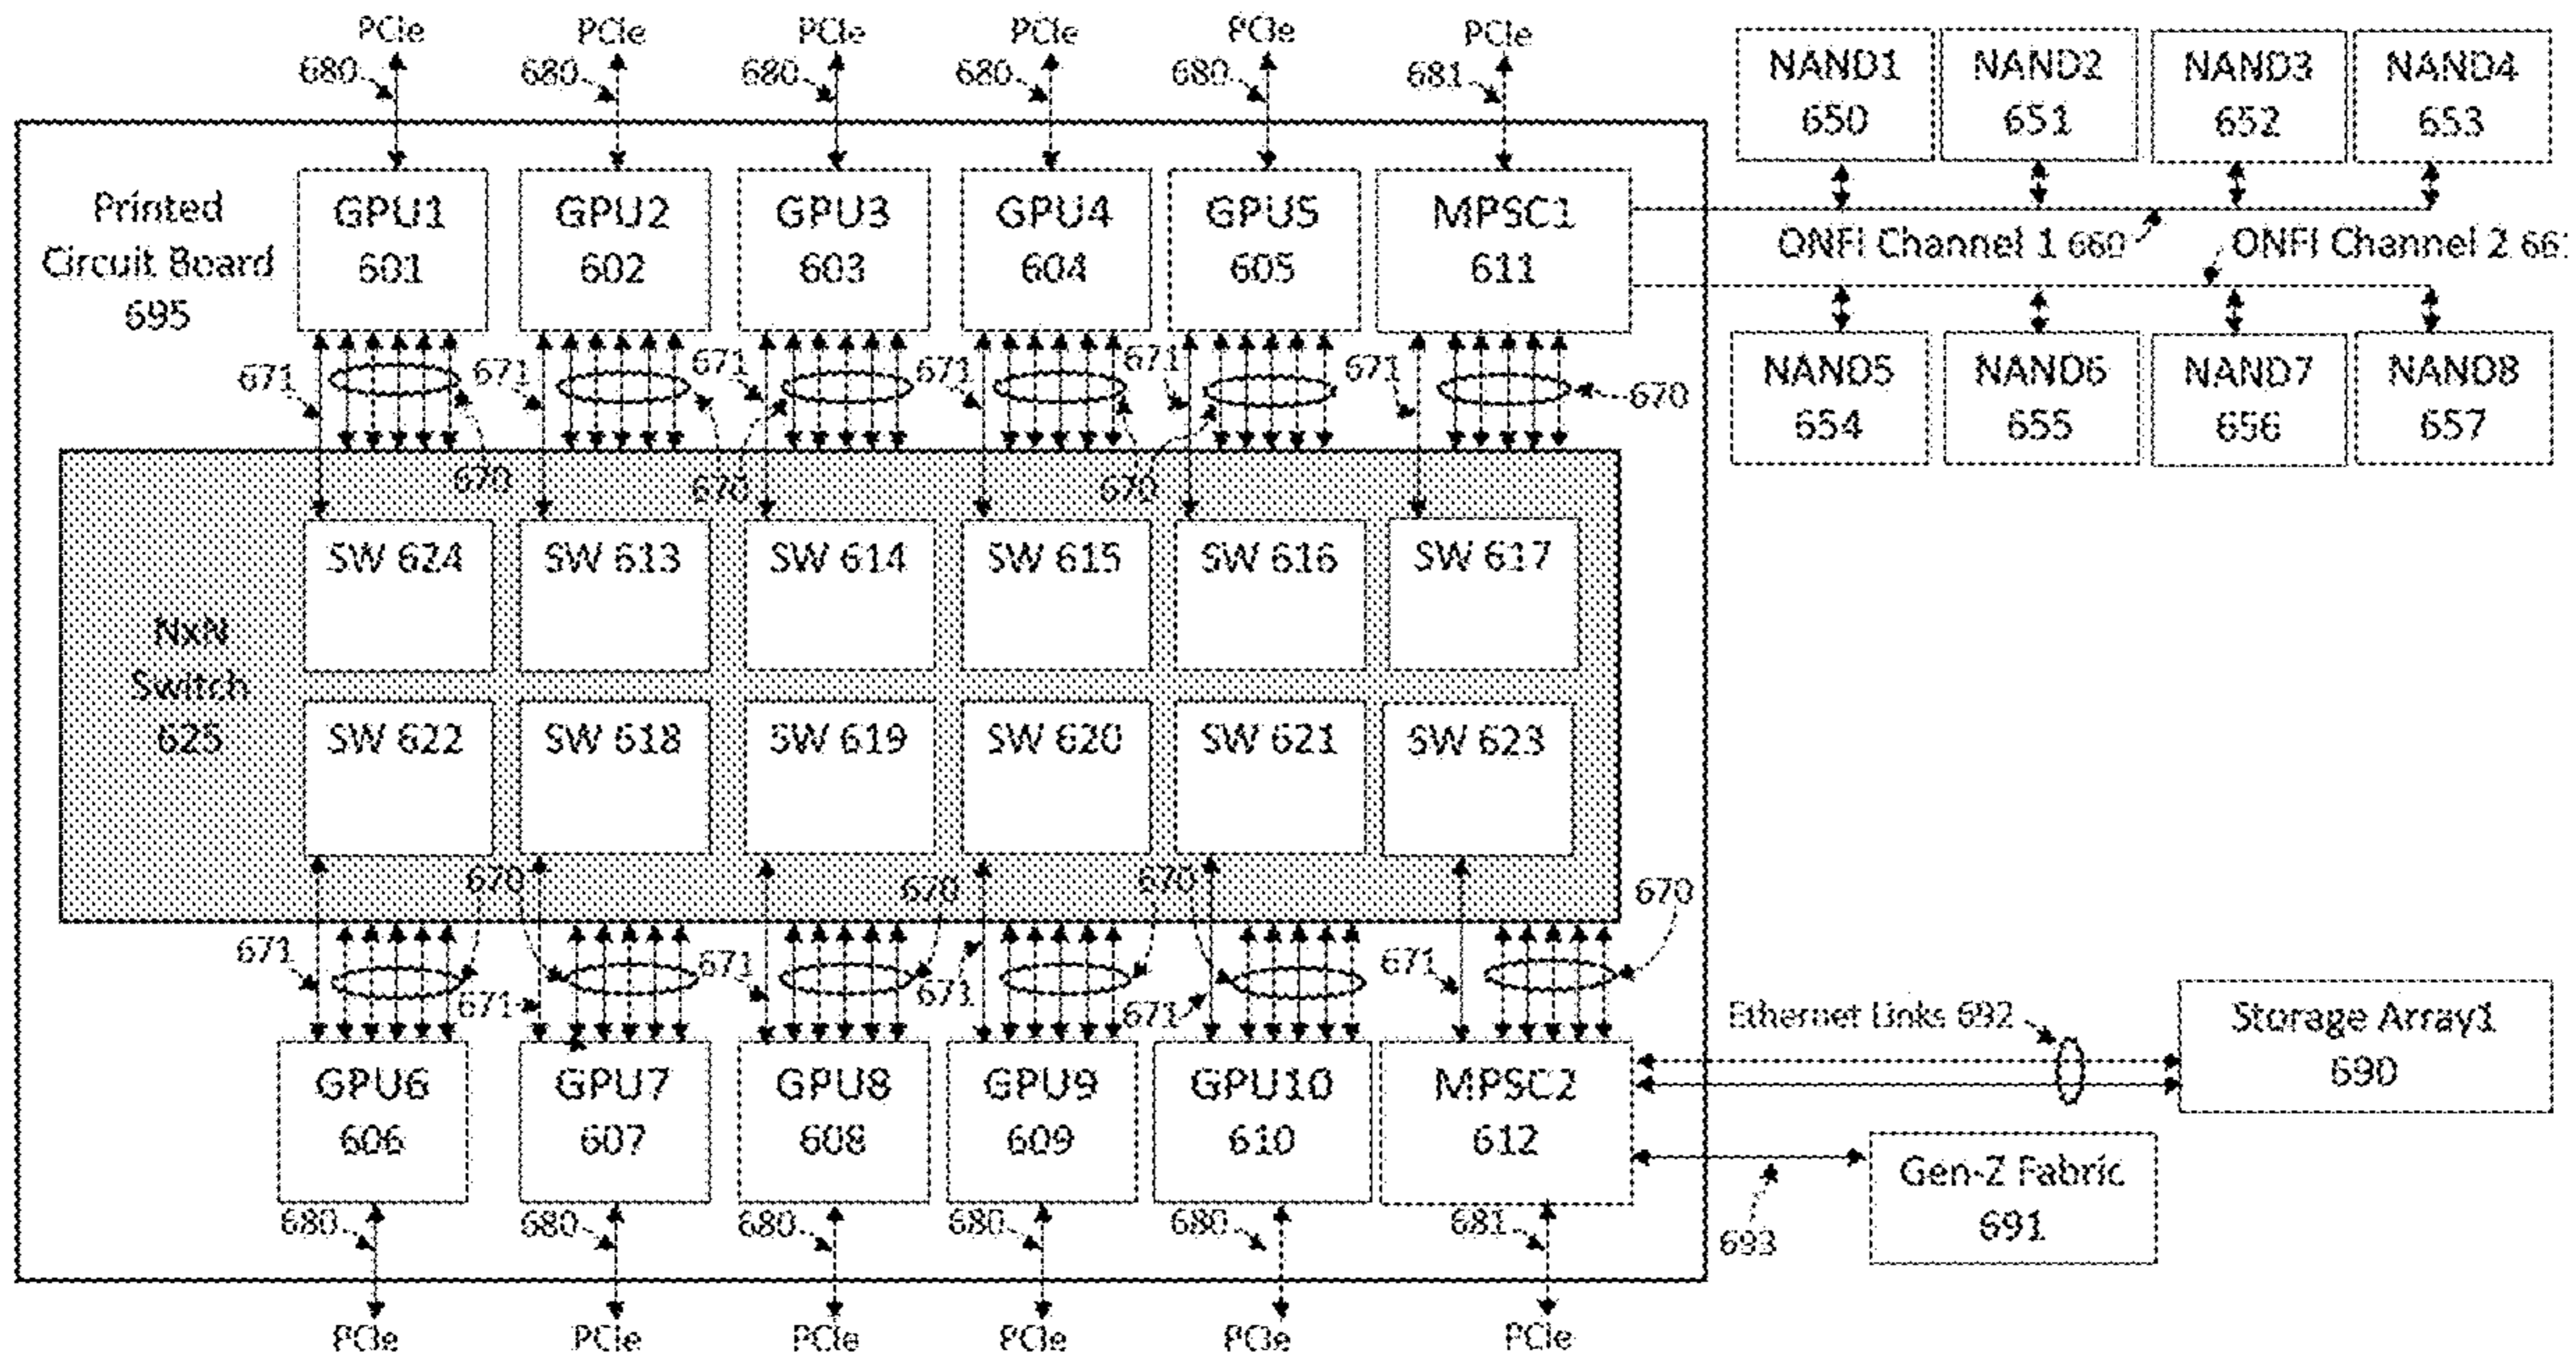 PCIe PCIe PCIe PCIe PCIe PCIe
680 680 680 680 680 681
NAND1 NAND2 NAND3 NAND4
650 651 652 653
Printed
Circuit Board
695
GPU1 GPU2 GPU3 GPU4 GPU5 MPSC1
601 602 603 604 605 611
ONFI Channel 1 660 ONFI Channel 2 661
NAND5 NAND6 NAND7 NAND8
654 655 656 657
671 671 671 671 671 671 670
670 670 670
SW 624 SW 613 SW 614 SW 615 SW 616 SW 617
NxN
Switch
625
SW 622 SW 618 SW 619 SW 620 SW 621 SW 623
670 670 670 670
671 671 671 671 671 671
Ethernet Links 692
Storage Array1
690
GPU6 GPU7 GPU8 GPU9 GPU10 MPSC2
606 607 608 609 610 612
Gen-Z Fabric
691
693
680 680 680 680 680 681
PCIe PCIe PCIe PCIe PCIe PCIe